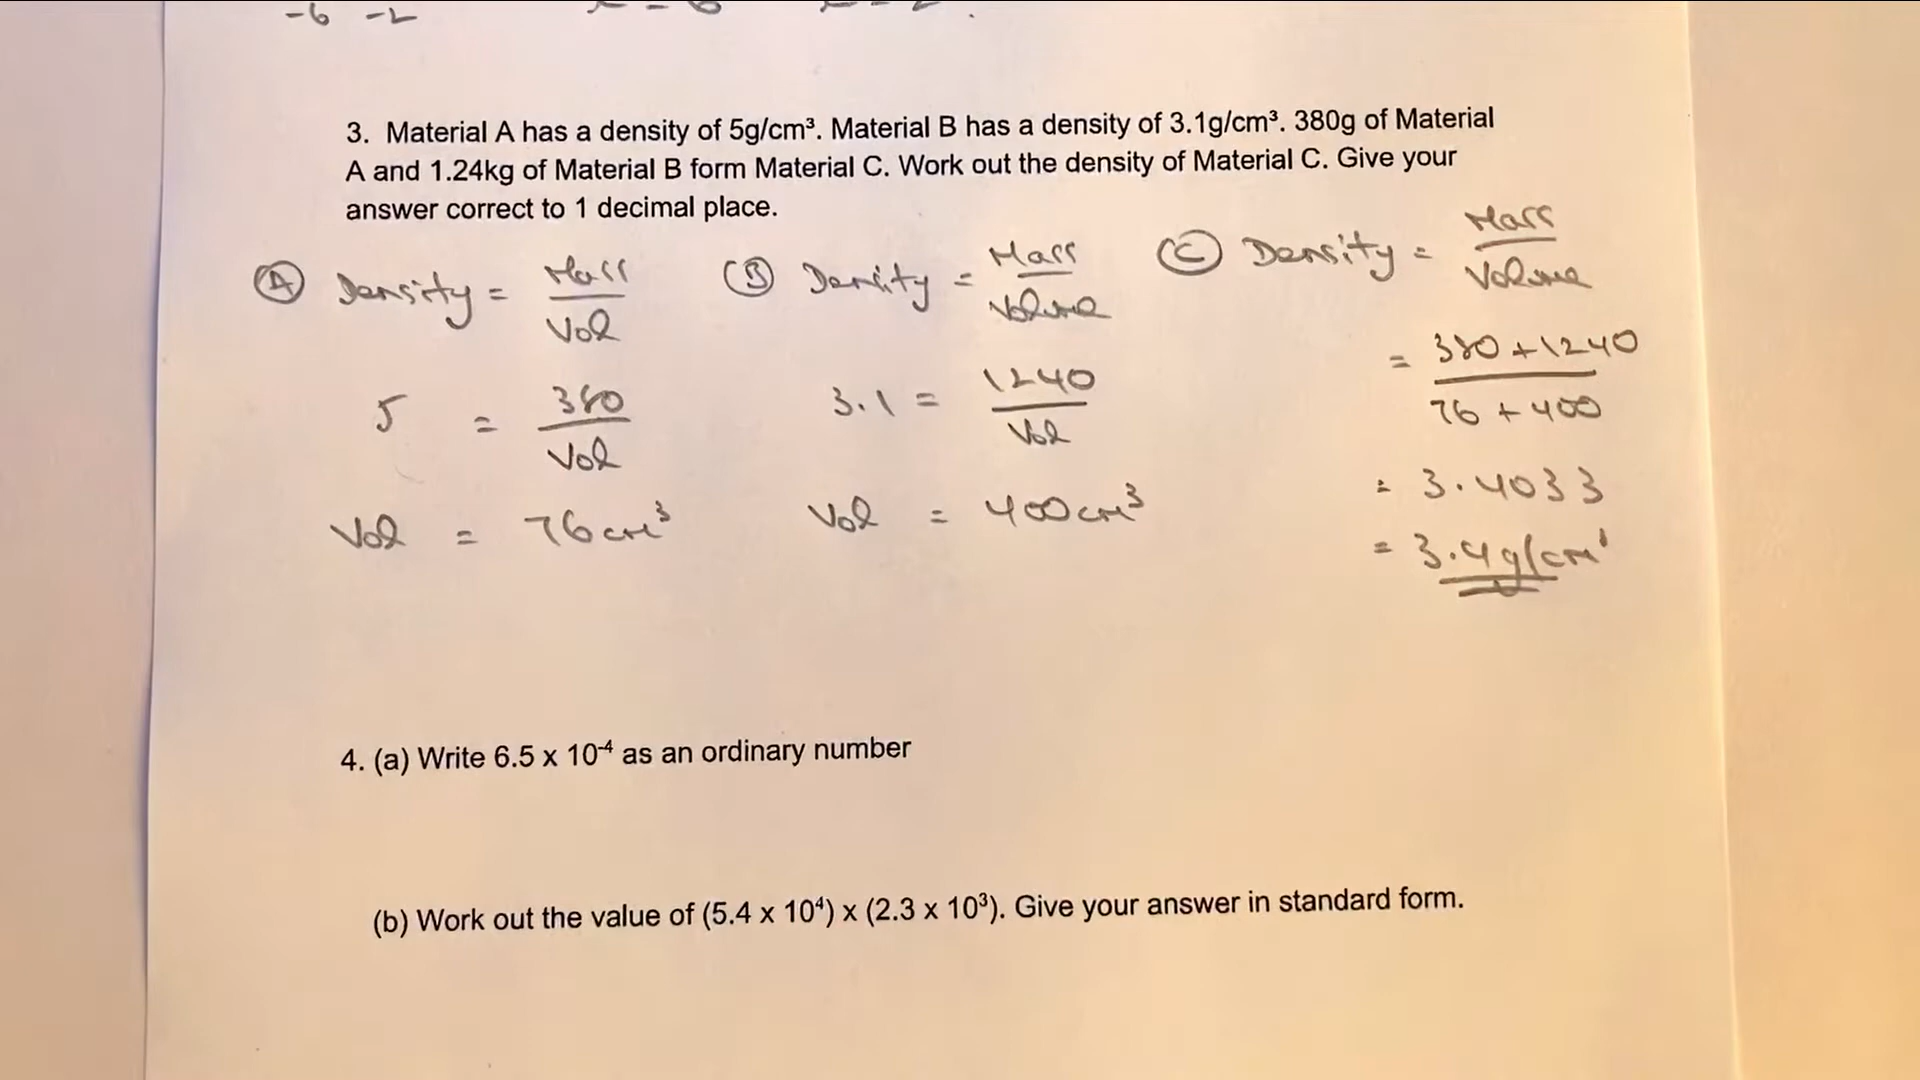 -6 -2
3. Material A has a density of 5g/cm³. Material B has a density of 3.1g/cm³. 380g of Material
A and 1.24kg of Material B form Material C. Work out the density of Material C. Give your
answer correct to 1 decimal place.
Ⓐ Density = Mass / Vol
5 = 380 / Vol
Vol = 76cm³
Ⓑ Density = Mass / Volume
3.1 = 1240 / Vol
Vol = 400cm³
Ⓒ Density = Mass / Volume
= 380+1240 / 76 + 400
= 3.4033
= 3.4g/cm³
4. (a) Write 6.5 x 10⁻⁴ as an ordinary number
(b) Work out the value of (5.4 x 10⁴) x (2.3 x 10³). Give your answer in standard form.